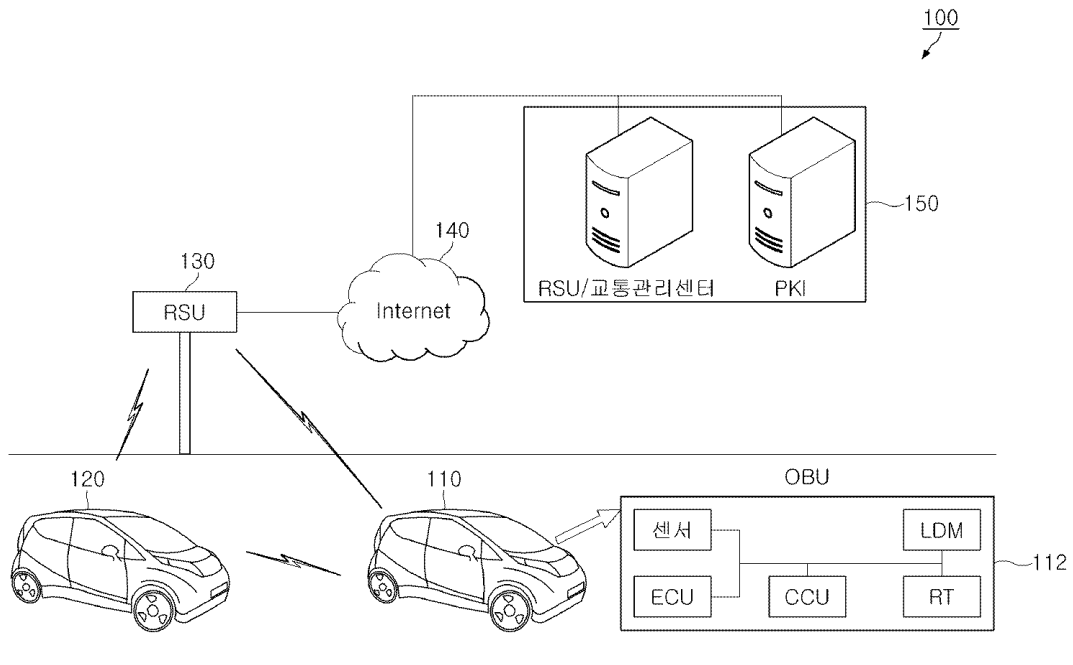 100
150
140
130
RSU/교통관리센터
PKI
Internet
RSU
120
110
OBU
센서
LDM
112
ECU
CCU
RT